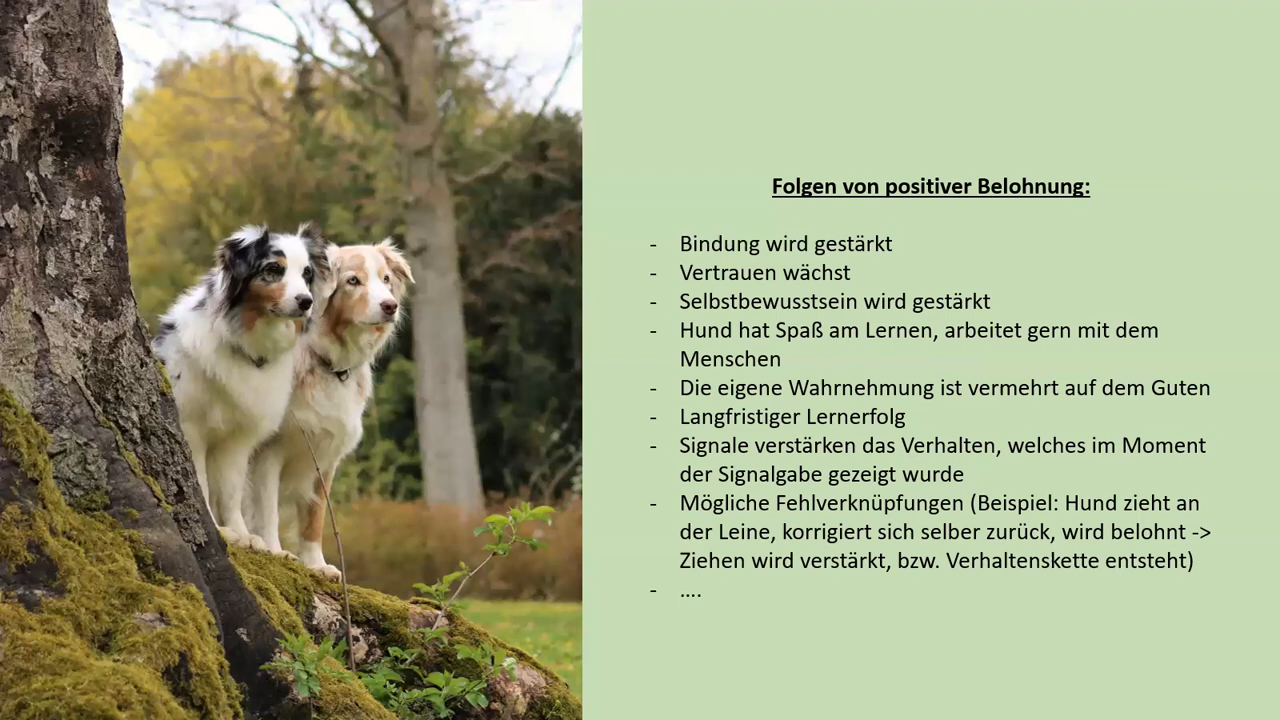 Folgen von positiver Belohnung:
- Bindung wird gestärkt
- Vertrauen wächst
- Selbstbewusstsein wird gestärkt
- Hund hat Spaß am Lernen, arbeitet gern mit dem
Menschen
- Die eigene Wahrnehmung ist vermehrt auf dem Guten
- Langfristiger Lernerfolg
- Signale verstärken das Verhalten, welches im Moment
der Signalgabe gezeigt wurde
- Mögliche Fehlverknüpfungen (Beispiel: Hund zieht an
der Leine, korrigiert sich selber zurück, wird belohnt ->
Ziehen wird verstärkt, bzw. Verhaltenskette entsteht)
- ....